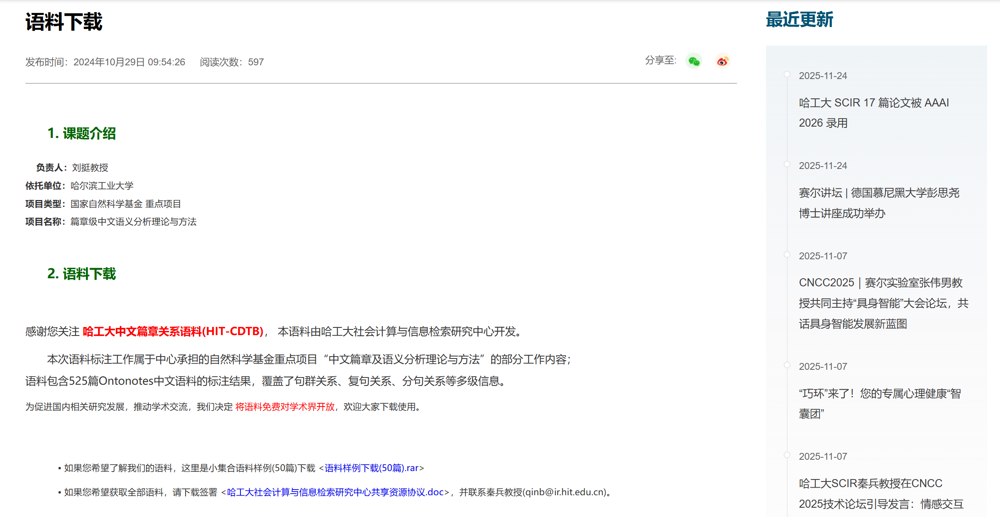 语料下载
发布时间：2024年10月29日 09:54:26 阅读次数：597
分享至:
1. 课题介绍
负责人：刘挺教授
依托单位：哈尔滨工业大学
项目类型：国家自然科学基金 重点项目
项目名称：篇章级中文语义分析理论与方法
2. 语料下载
感谢您关注 哈工大中文篇章关系语料(HIT-CDTB)， 本语料由哈工大社会计算与信息检索研究中心开发。
本次语料标注工作属于中心承担的自然科学基金重点项目“中文篇章及语义分析理论与方法”的部分工作内容；
语料包含525篇Ontonotes中文语料的标注结果，覆盖了句群关系、复句关系、分句关系等多级信息。
为促进国内相关研究发展，推动学术交流，我们决定 将语料免费对学术界开放，欢迎大家下载使用。
• 如果您希望了解我们的语料，这里是小集合语料样例(50篇)下载 <语料样例下载(50篇).rar>
• 如果您希望获取全部语料，请下载签署 <哈工大社会计算与信息检索研究中心共享资源协议.doc>，并联系秦兵教授(qinb@ir.hit.edu.cn)。
最近更新
2025-11-24
哈工大 SCIR 17 篇论文被 AAAI
2026 录用
2025-11-24
赛尔讲坛 | 德国慕尼黑大学彭思尧
博士讲座成功举办
2025-11-07
CNCC2025｜赛尔实验室张伟男教
授共同主持“具身智能”大会论坛，共
话具身智能发展新蓝图
2025-11-07
“巧环”来了！您的专属心理健康“智
囊团”
2025-11-07
哈工大SCIR秦兵教授在CNCC
2025技术论坛引导发言：情感交互